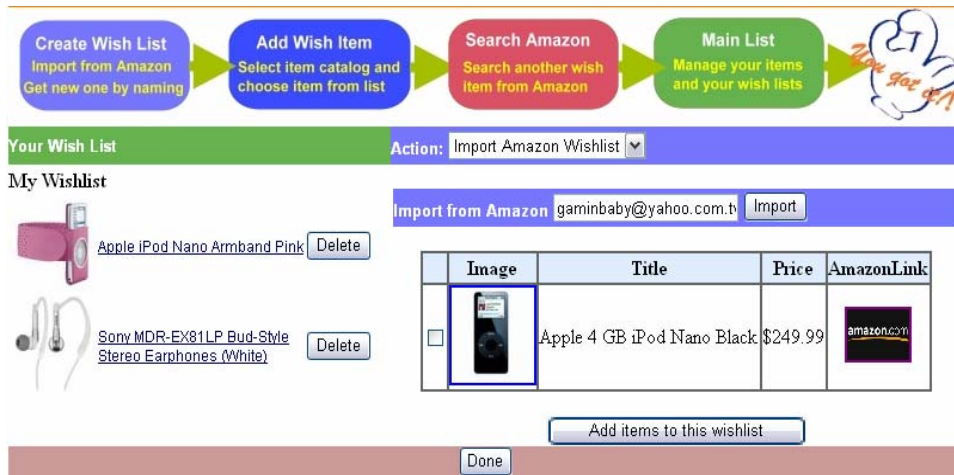 Create Wish List
Import from Amazon
Get new one by naming
Add Wish Item
Select item catalog and
choose item from list
Search Amazon
Search another wish
item from Amazon
Main List
Manage your items
and your wish lists
You got it!
Your Wish List
Action: Import Amazon Wishlist
My Wishlist
Import from Amazon gaminbaby@yahoo.com.tw Import
Apple iPod Nano Armband Pink Delete
Image Title Price AmazonLink
Apple 4 GB iPod Nano Black $249.99 amazon.com
Sony MDR-EX81LP Bud-Style
Stereo Earphones (White) Delete
Add items to this wishlist
Done